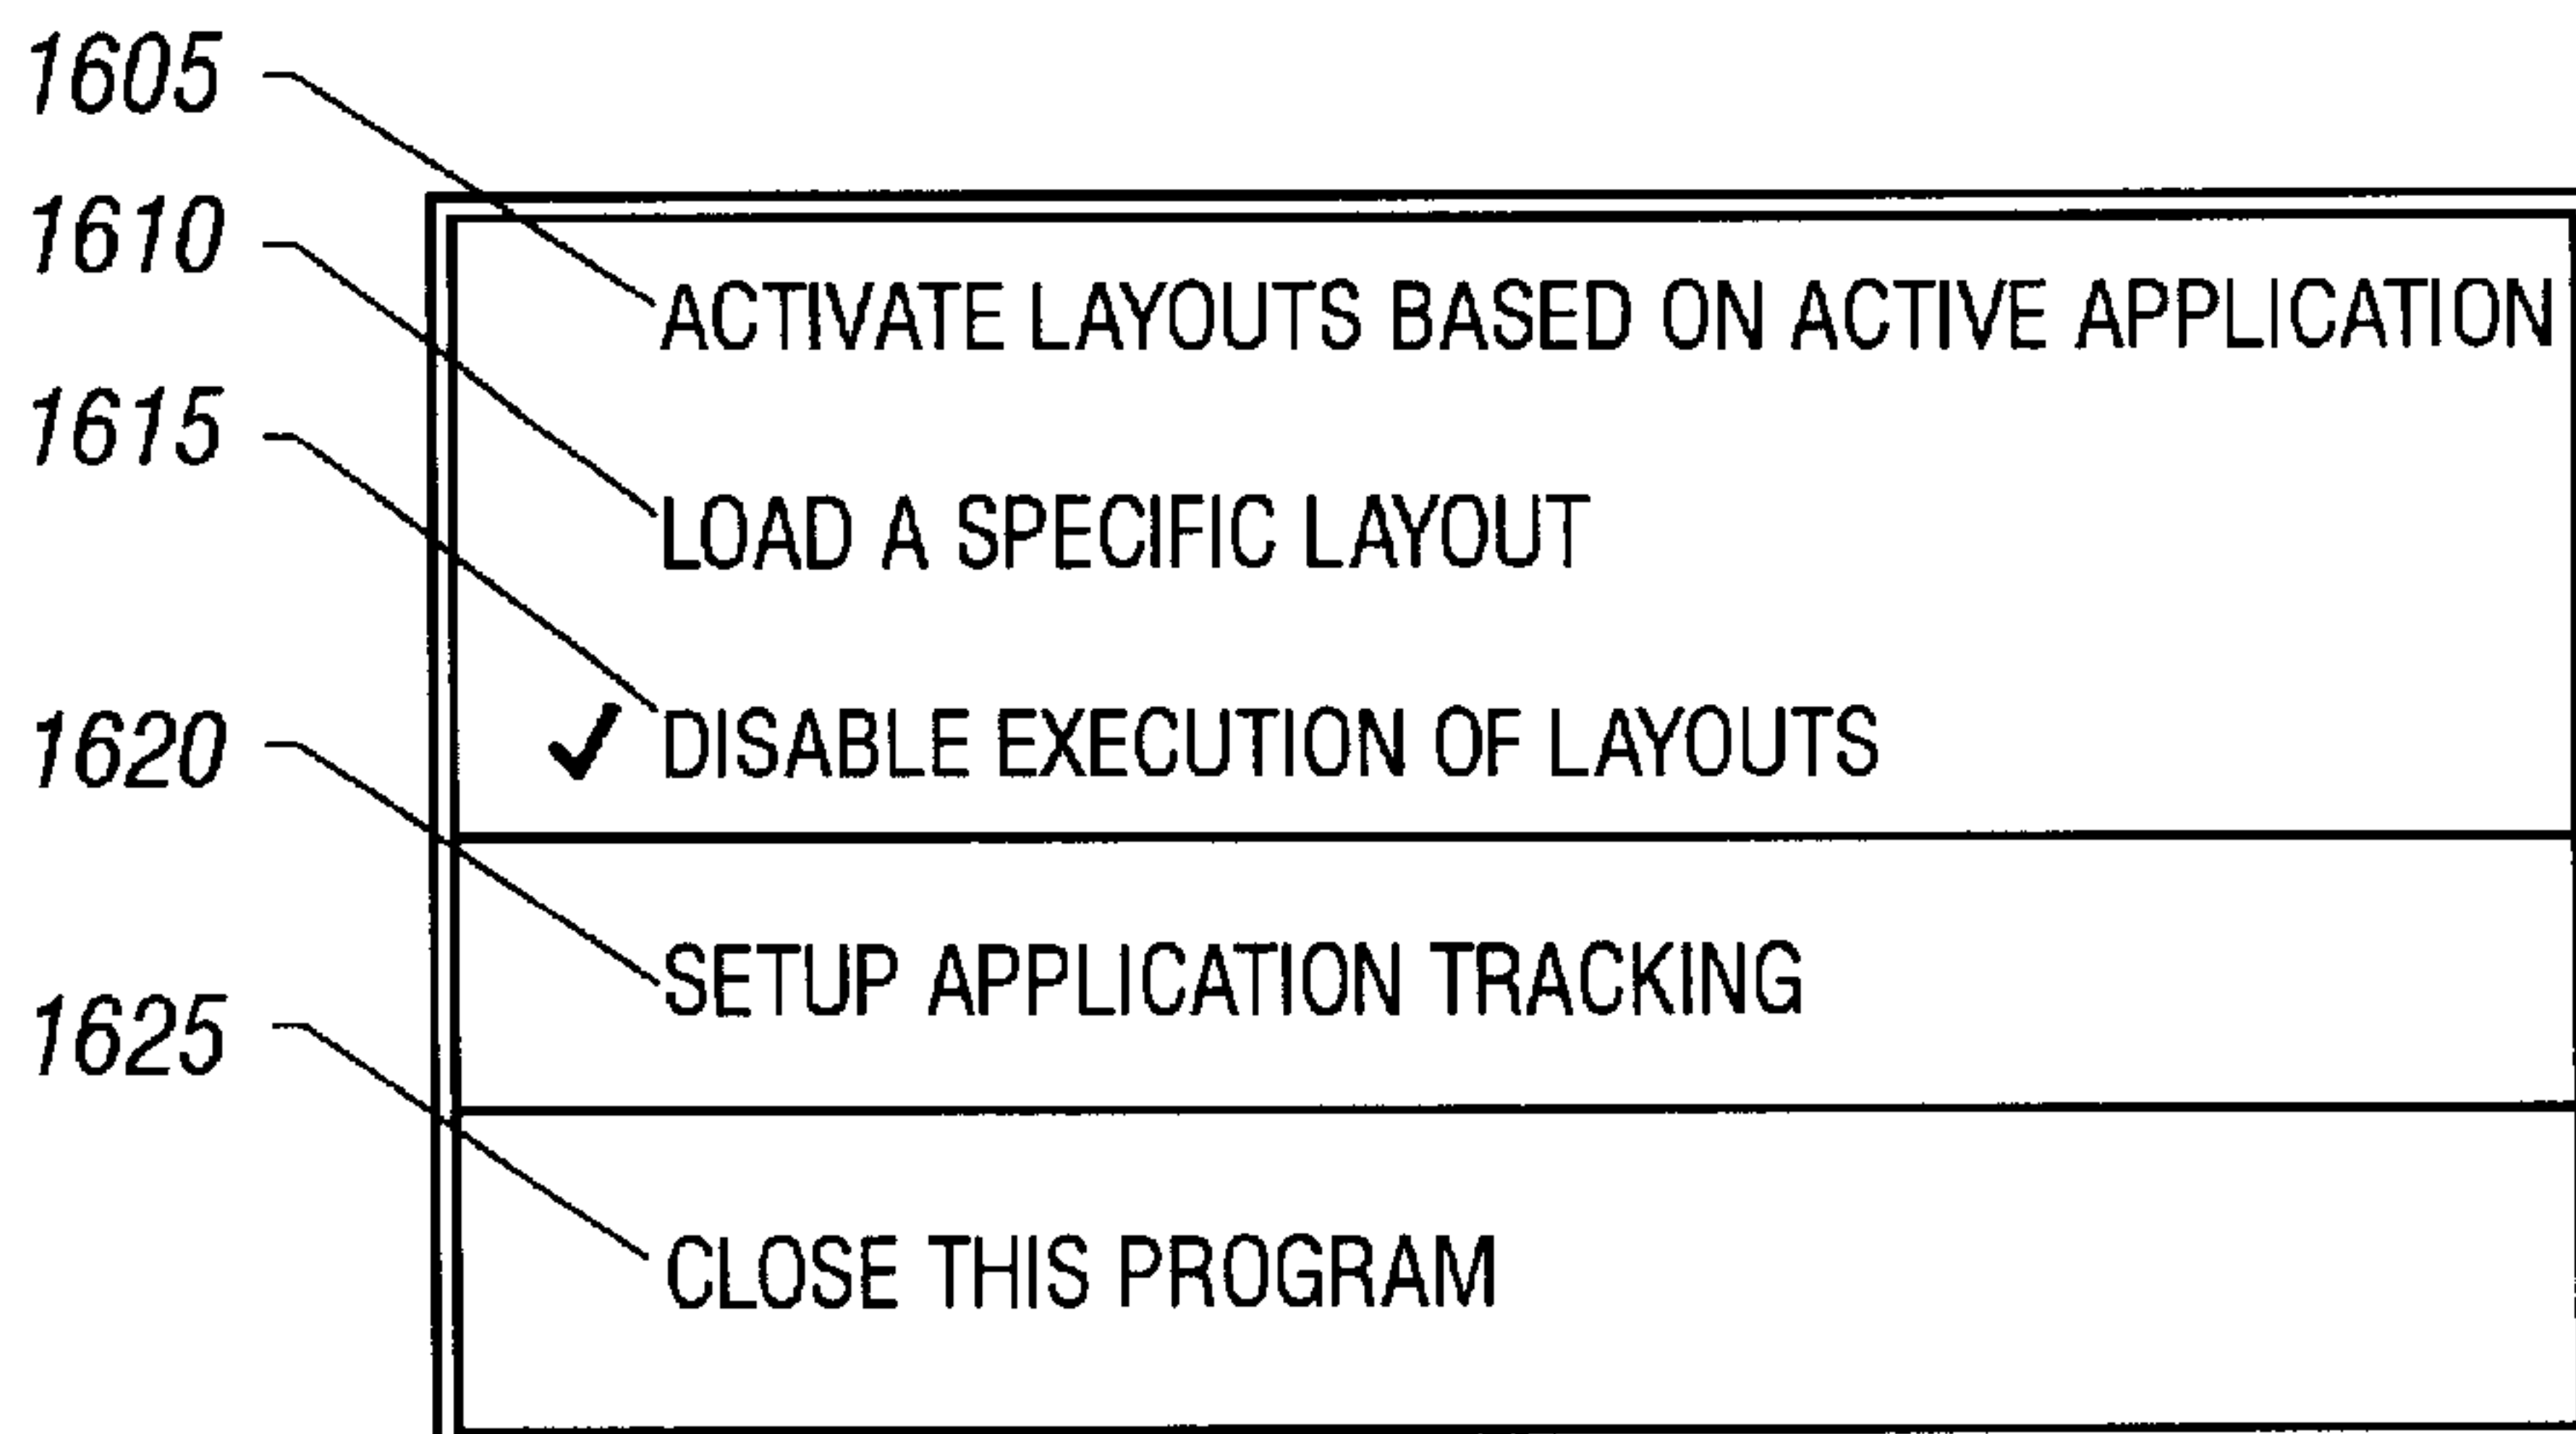 1605
1610
1615
1620
1625
ACTIVATE LAYOUTS BASED ON ACTIVE APPLICATION
LOAD A SPECIFIC LAYOUT
✓ DISABLE EXECUTION OF LAYOUTS
SETUP APPLICATION TRACKING
CLOSE THIS PROGRAM